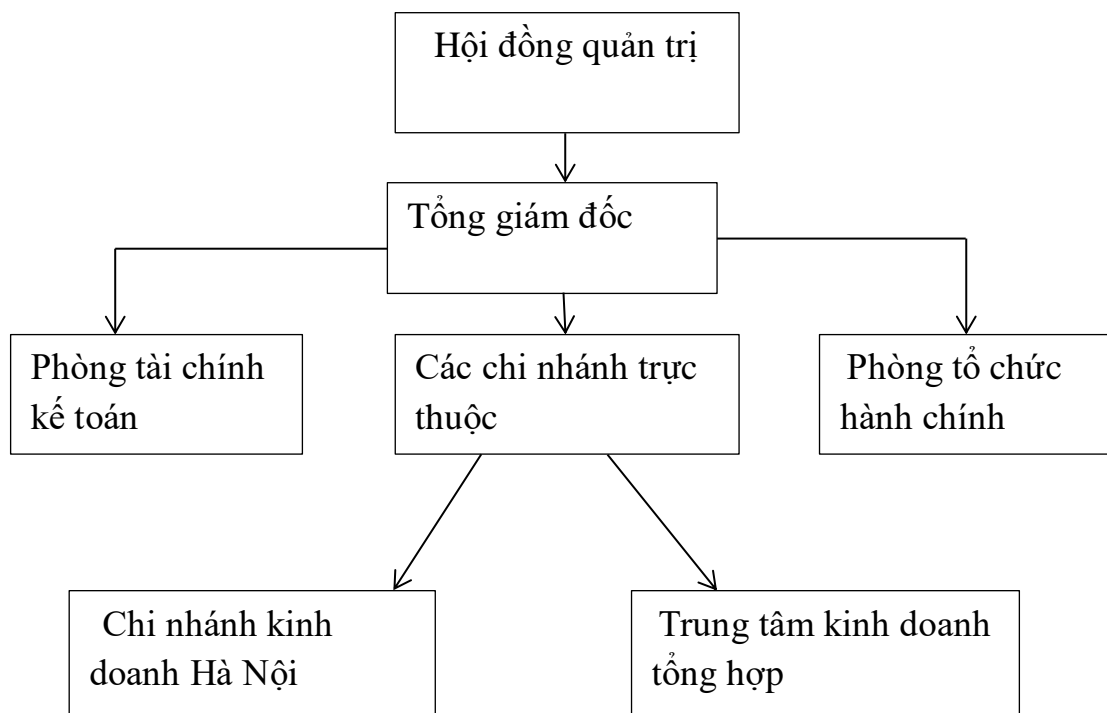 Hội đồng quản trị
Tổng giám đốc
Phòng tài chính
kế toán
Các chi nhánh trực
thuộc
Phòng tổ chức
hành chính
Chi nhánh kinh
doanh Hà Nội
Trung tâm kinh doanh
tổng hợp